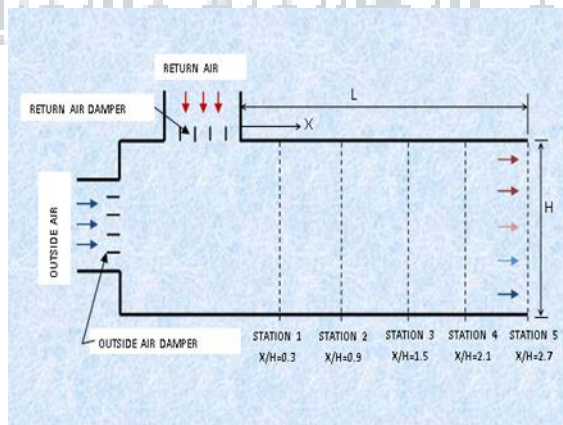 RETURN AIR
RETURN AIR DAMPER
L
X
H
OUTSIDE AIR
OUTSIDE AIR DAMPER
STATION 1 STATION 2 STATION 3 STATION 4 STATION 5
X/H=0.3 X/H=0.9 X/H=1.5 X/H=2.1 X/H=2.7